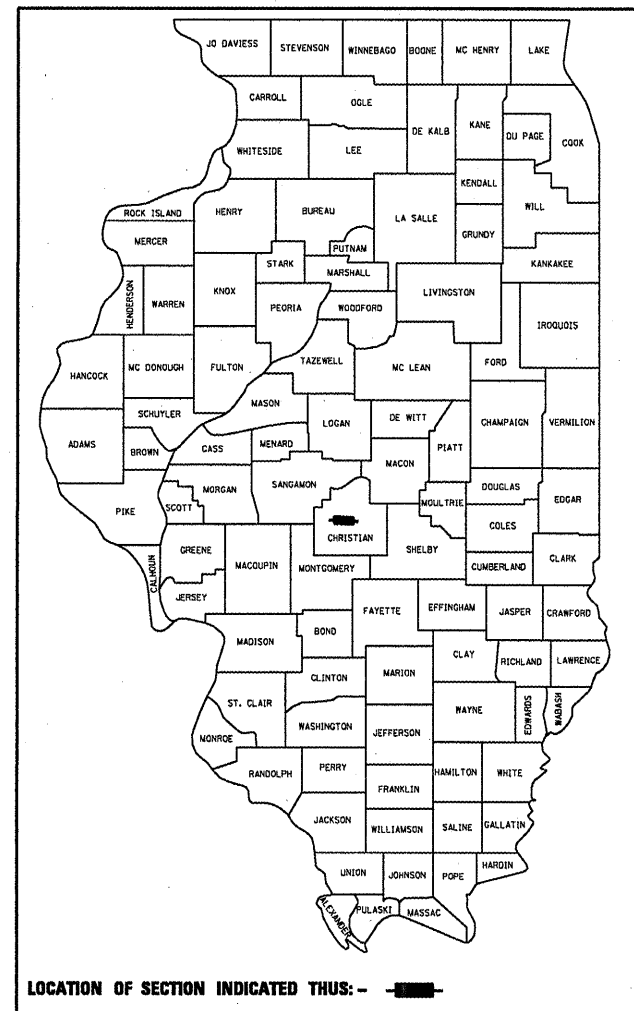 JO DAVIESS STEVENSON WINNEBAGO BOONE MC HENRY LAKE
CARROLL OGLE
DE KALB KANE DU PAGE COOK
WHITESIDE LEE
KENDALL
ROCK ISLAND HENRY BUREAU LA SALLE WILL
MERCER PUTNAM GRUNDY
STARK MARSHALL KANKAKEE
HENDERSON WARREN KNOX PEORIA WOODFORD LIVINGSTON
IROQUOIS
HANCOCK MC DONOUGH FULTON TAZEWELL MC LEAN FORD
MASON
SCHUYLER LOGAN DE WITT CHAMPAIGN VERMILION
ADAMS BROWN CASS MENARD PIATT
MACON
PIKE SCOTT MORGAN SANGAMON MOULTRIE DOUGLAS EDGAR
COLES
CHRISTIAN SHELBY
CALHOUN GREENE MACOUPIN MONTGOMERY CUMBERLAND CLARK
JERSEY
FAYETTE EFFINGHAM JASPER CRAWFORD
MADISON BOND
CLAY RICHLAND LAWRENCE
CLINTON MARION
ST. CLAIR WAYNE EDWARDS WABASH
WASHINGTON JEFFERSON
MONROE
RANDOLPH PERRY HAMILTON WHITE
FRANKLIN
JACKSON WILLIAMSON SALINE GALLATIN
UNION JOHNSON POPE HARDIN
ALEXANDER PULASKI MASSAC
LOCATION OF SECTION INDICATED THUS: -